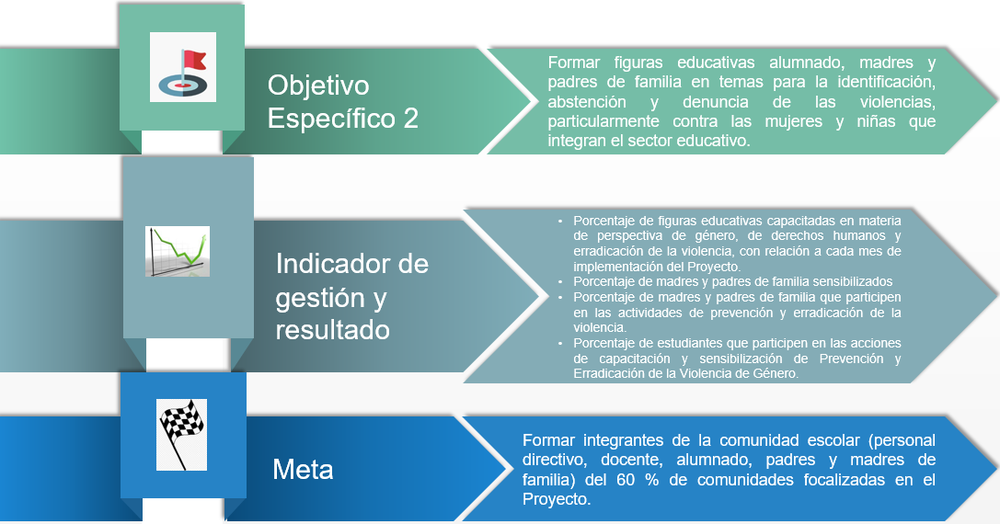 Objetivo
Específico 2
Formar figuras educativas alumnado, madres y
padres de familia en temas para la identificación,
abstención y denuncia de las violencias,
particularmente contra las mujeres y niñas que
integran el sector educativo.
Indicador de
gestión y
resultado
• Porcentaje de figuras educativas capacitadas en materia
de perspectiva de género, de derechos humanos y
erradicación de la violencia, con relación a cada mes de
implementación del Proyecto.
• Porcentaje de madres y padres de familia sensibilizados
• Porcentaje de madres y padres de familia que participen
en las actividades de prevención y erradicación de la
violencia.
• Porcentaje de estudiantes que participen en las acciones
de capacitación y sensibilización de Prevención y
Erradicación de la Violencia de Género.
Meta
Formar integrantes de la comunidad escolar (personal
directivo, docente, alumnado, padres y madres de
familia) del 60 % de comunidades focalizadas en el
Proyecto.